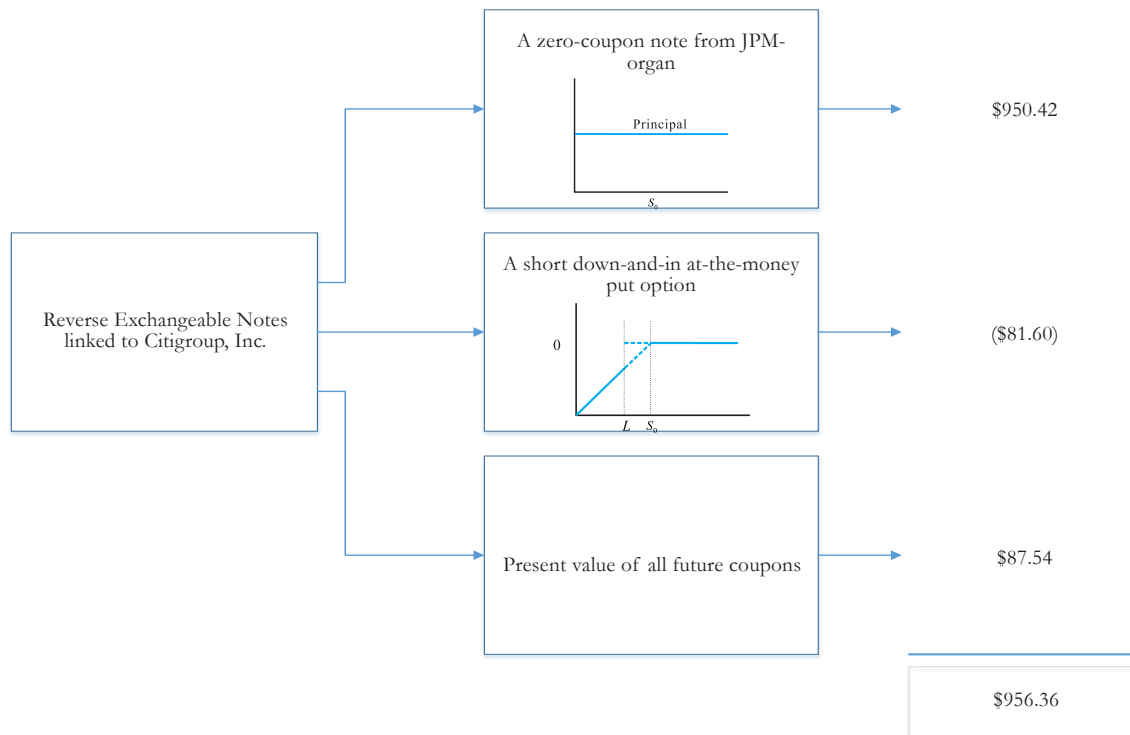 A zero-coupon note from JPM-
organ
Principal
S₀
$950.42
Reverse Exchangeable Notes
linked to Citigroup, Inc.
A short down-and-in at-the-money
put option
0
L S₀
($81.60)
Present value of all future coupons
$87.54
$956.36